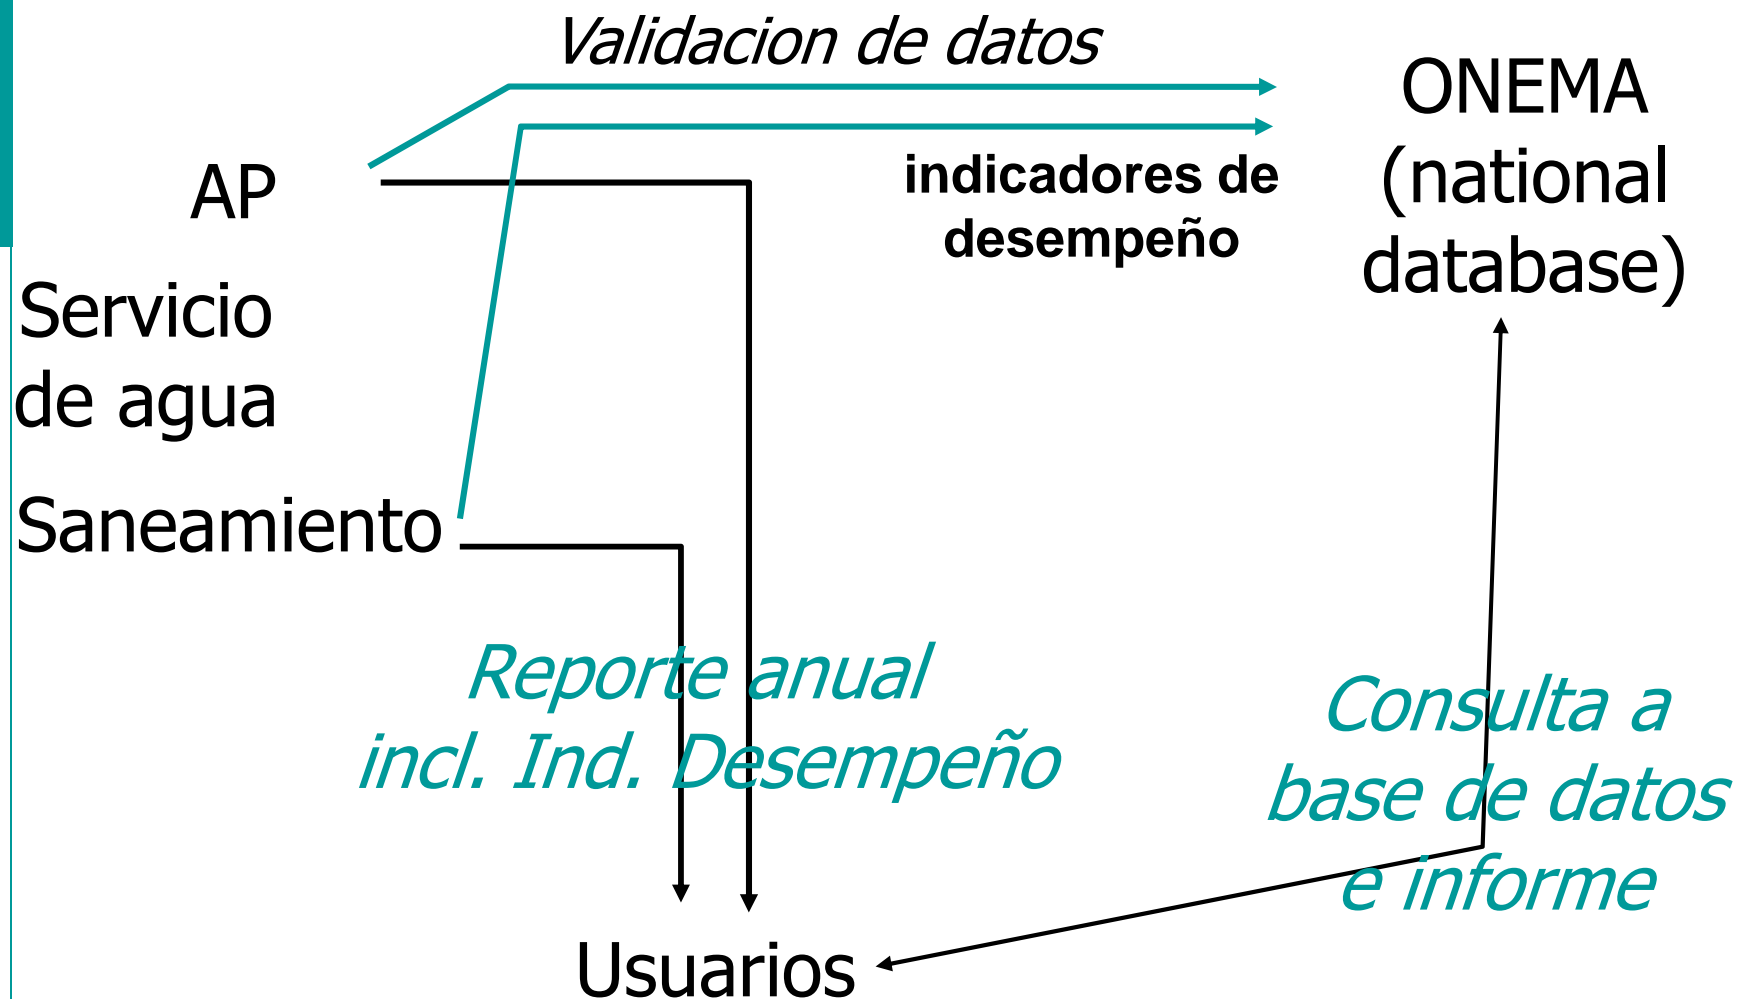 Validacion de datos
ONEMA
(national
database)
indicadores de
desempeño
AP
Servicio
de agua
Saneamiento
Reporte anual
incl. Ind. Desempeño
Consulta a
base de datos
e informe
Usuarios